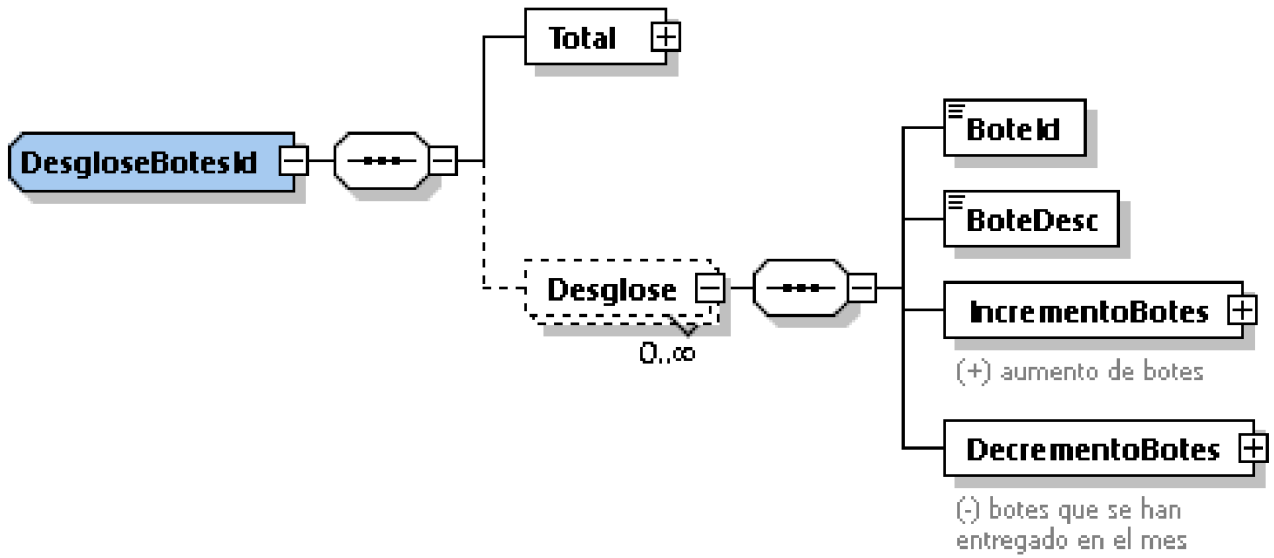 Total
DesgloseBotesId
BoteId
BoteDesc
Desglose
0..∞
IncrementoBotes
(+) aumento de botes
DecrementoBotes
(-) botes que se han
entregado en el mes